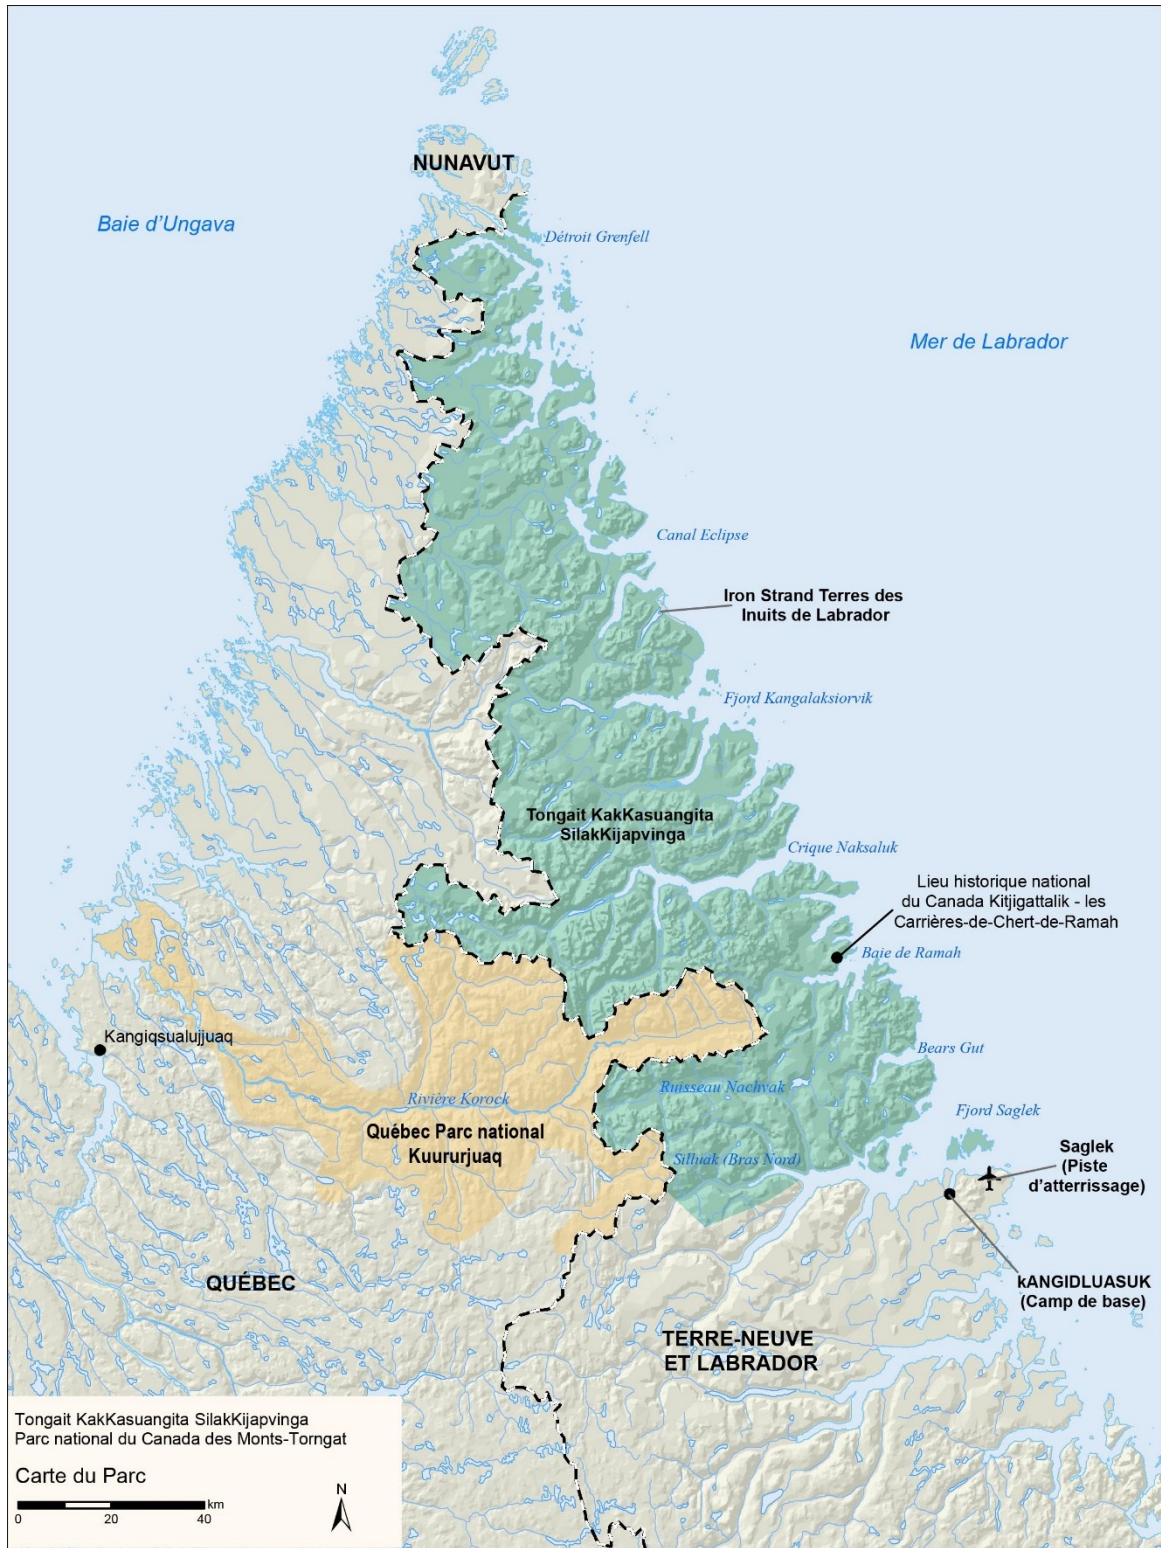 NUNAVUT
Baie d'Ungava
Détroit Grenfell
Mer de Labrador
Canal Eclipse
Iron Strand Terres des
Inuits de Labrador
Fjord Kangalaksiorvik
Tongait KakKasuangita
SilakKijapvinga
Crique Naksaluk
Lieu historique national
du Canada Kitjigattalik - les
Carrières-de-Chert-de-Ramah
Baie de Ramah
Kangiqsualujjuaq
Bears Gut
Ruisseau Nachvak
Rivière Korock
Fjord Saglek
Québec Parc national
Kuururjuaq
Silluak (Bras Nord)
Saglek
(Piste
d'atterrissage)
QUÉBEC
kANGIDLUASUK
(Camp de base)
TERRE-NEUVE
ET LABRADOR
Tongait KakKasuangita SilakKijapvinga
Parc national du Canada des Monts-Torngat
Carte du Parc
N
km
0 20 40